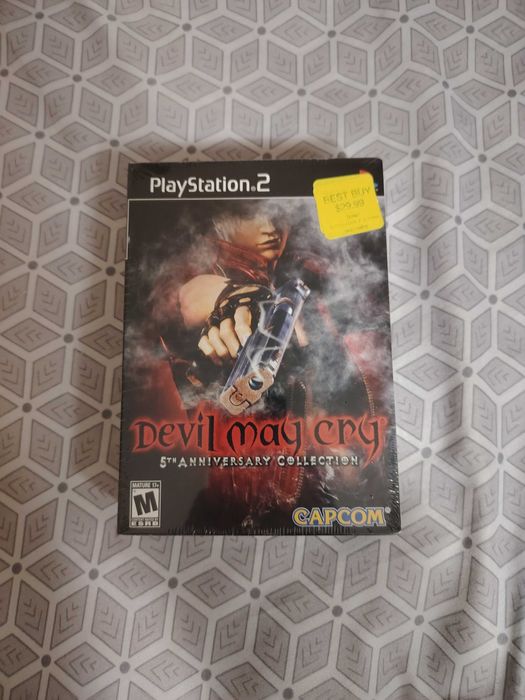 PlayStation®2
BEST BUY
$29.99
Devil may cry
5TH ANNIVERSARY COLLECTION
MATURE 17+
M
ESRB
CAPCOM